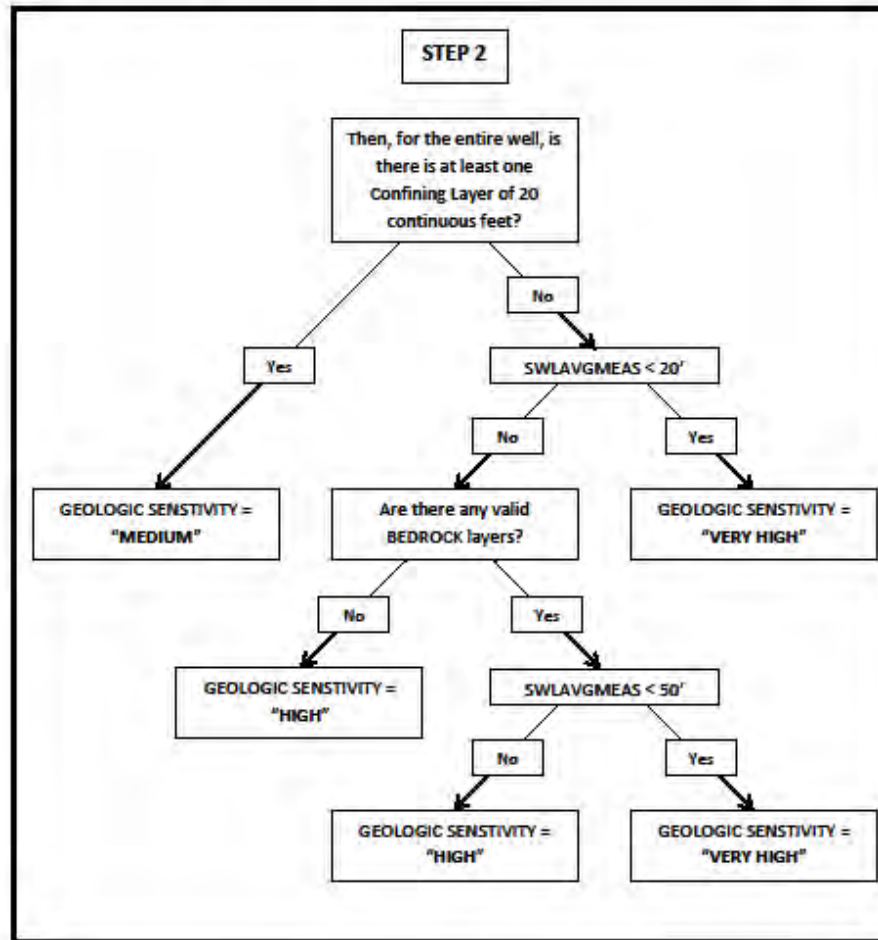 STEP 2
Then, for the entire well, is
there is at least one
Confining Layer of 20
continuous feet?
No
Yes
SWLAVGMEAS < 20’
No
Yes
GEOLOGIC SENSTIVITY =
“MEDIUM”
Are there any valid
BEDROCK layers?
GEOLOGIC SENSTIVITY =
“VERY HIGH”
No
Yes
GEOLOGIC SENSTIVITY =
“HIGH”
SWLAVGMEAS < 50’
No
Yes
GEOLOGIC SENSTIVITY =
“HIGH”
GEOLOGIC SENSTIVITY =
“VERY HIGH”